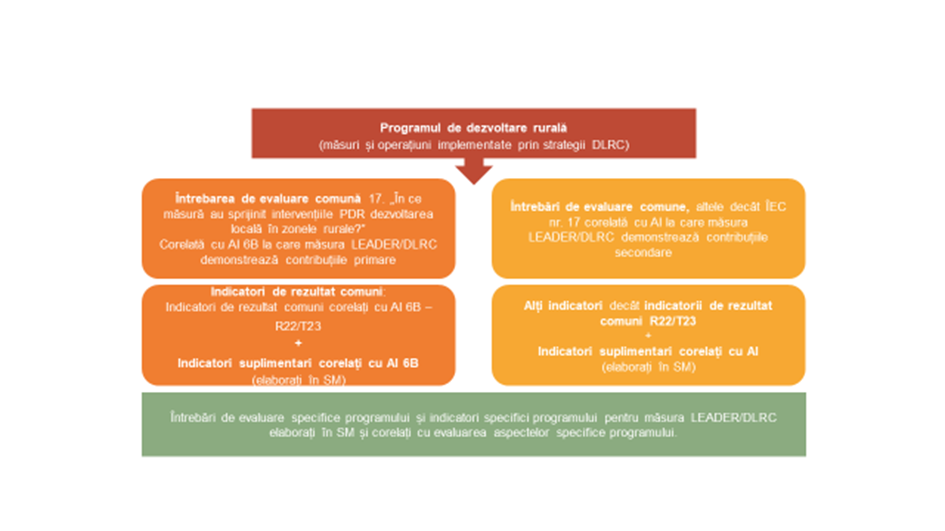 Programul de dezvoltare rurală
(măsuri și operațiuni implementate prin strategii DLRC)
Întrebarea de evaluare comună 17. „În ce
măsură au sprijinit intervențiile PDR dezvoltarea
locală în zonele rurale?”
Corelată cu AI 6B la care măsura LEADER/DLRC
demonstrează contribuțiile primare
Întrebări de evaluare comune, altele decât ÎEC
nr. 17 corelată cu AI la care măsura
LEADER/DLRC demonstrează contribuțiile
secondare
Indicatori de rezultat comuni:
Indicatori de rezultat comuni corelați cu AI 6B –
R22/T23
+
Indicatori suplimentari corelați cu AI 6B
(elaborați în SM)
Alți indicatori decât indicatorii de rezultat
comuni R22/T23
+
Indicatori suplimentari corelați cu AI
(elaborați în SM)
Întrebări de evaluare specifice programului și indicatori specifici programului pentru măsura LEADER/DLRC
elaborați în SM și corelați cu evaluarea aspectelor specifice programului.